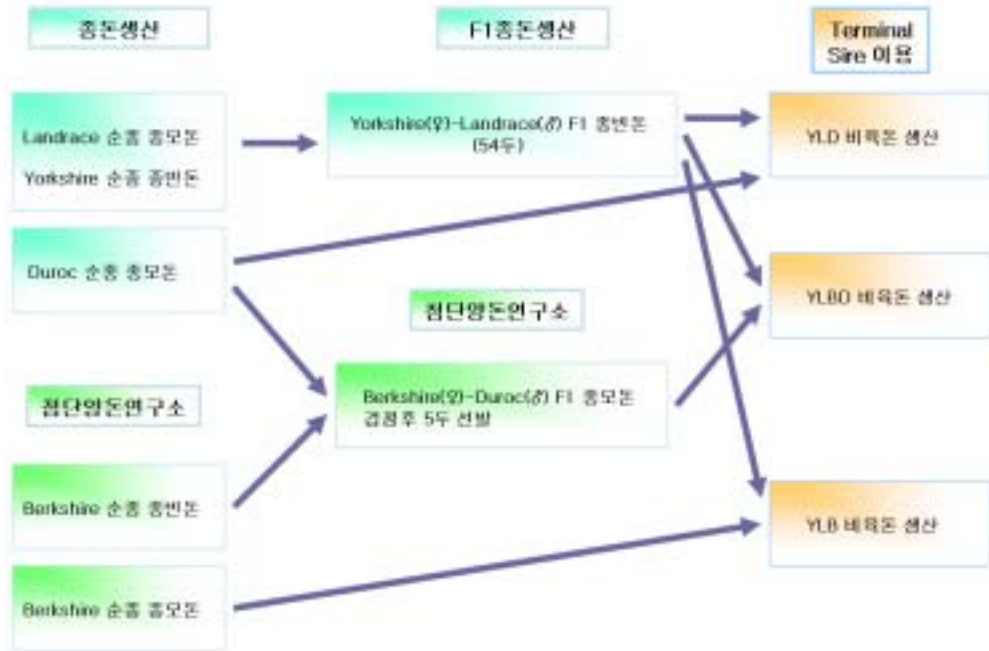 종돈생산
F1종돈생산
Terminal
Sire 이용
Landrace 순종 종모돈
Yorkshire 순종 종빈돈
Yorkshire(♀)-Landrace(♂) F1 종빈돈
(54두)
YLD 비육돈 생산
Duroc 순종 종모돈
첨단양돈연구소
YLBD 비육돈 생산
첨단양돈연구소
Berkshire(♀)-Duroc(♂) F1 종모돈
검정후 5두 선발
Berkshire 순종 종빈돈
YLB 비육돈 생산
Berkshire 순종 종모돈